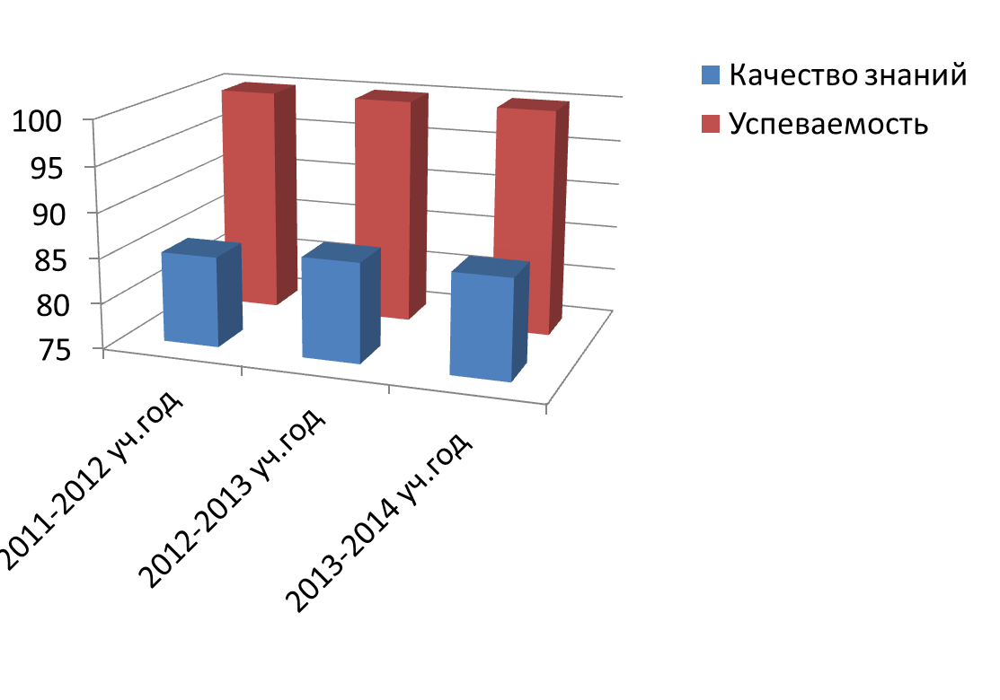 Качество знаний
Успеваемость
100
95
90
85
80
75
2011-2012 уч.год
2012-2013 уч.год
2013-2014 уч.год